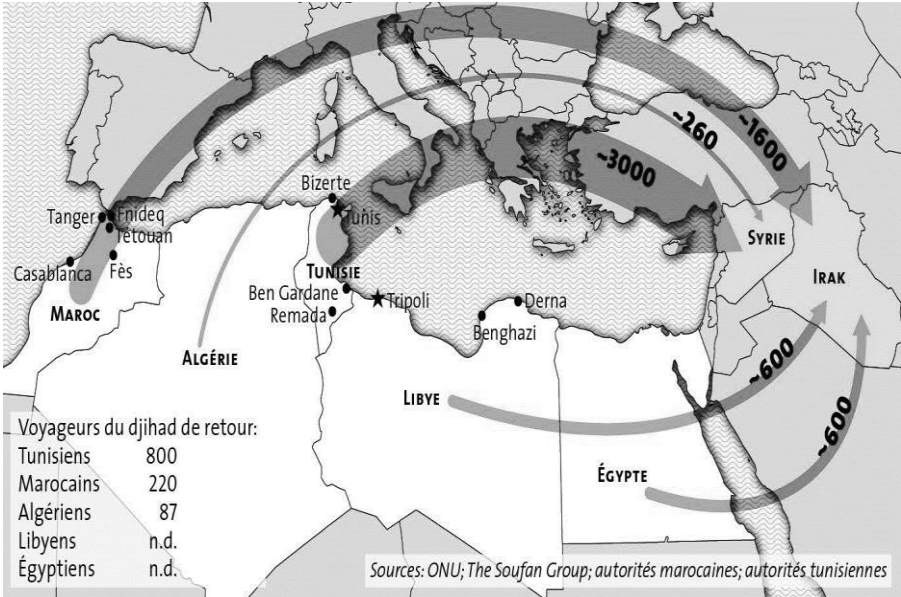 ~260
~1600
~3000
Bizerte
Tunis
Tanger
Fnideq
Tétouan
Casablanca
Fès
SYRIE
TUNISIE
IRAK
Ben Gardane
Tripoli
Derna
MAROC
Remada
Benghazi
ALGÉRIE
~600
LIBYE
~600
ÉGYPTE
Voyageurs du djihad de retour:
Tunisiens 800
Marocains 220
Algériens 87
Libyens n.d.
Égyptiens n.d.
Sources: ONU; The Soufan Group; autorités marocaines; autorités tunisiennes